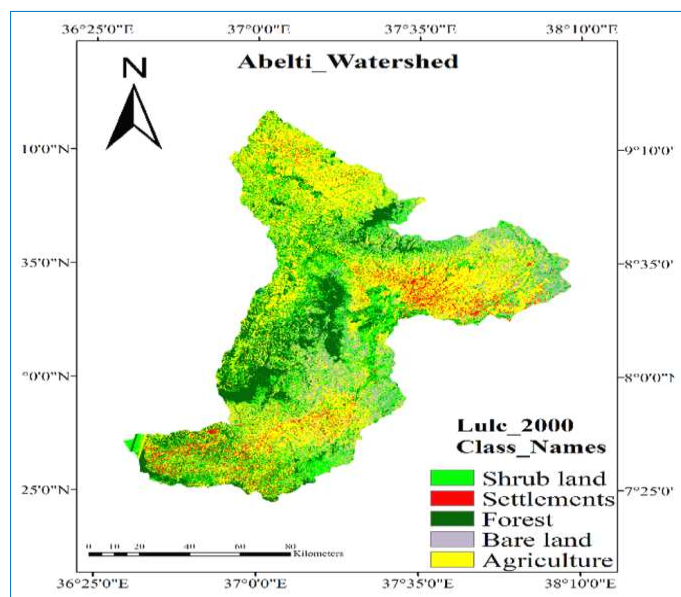 36°25'0"E 37°0'0"E 37°35'0"E 38°10'0"E
Abelti_Watershed
N
10'0"N 9°10'0"
35'0"N 8°35'0"
°0'0"N 8°0'0"N
Lulc_2000
Class_Names
Shrub land
Settlements
Forest
Bare land
Agriculture
25'0"N 7°25'0"
0 10 20 40 60 80
Kilometers
36°25'0"E 37°0'0"E 37°35'0"E 38°10'0"E